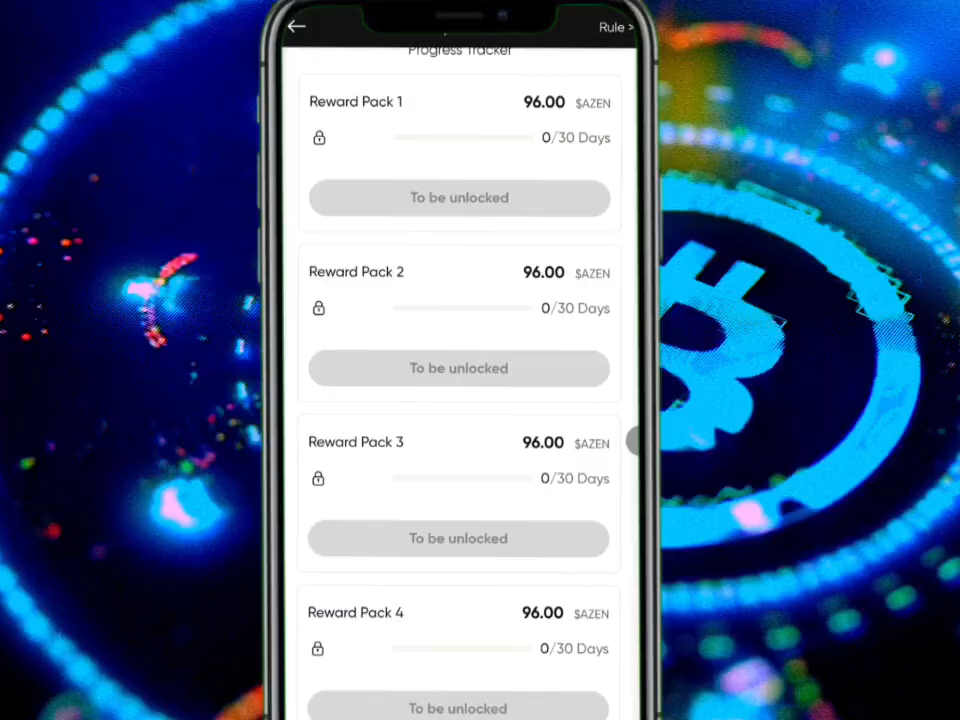 Rule >
Progress Tracker
Reward Pack 1 96.00 $AZEN
0/30 Days
To be unlocked
Reward Pack 2 96.00 $AZEN
0/30 Days
To be unlocked
Reward Pack 3 96.00 $AZEN
0/30 Days
To be unlocked
Reward Pack 4 96.00 $AZEN
0/30 Days
To be unlocked